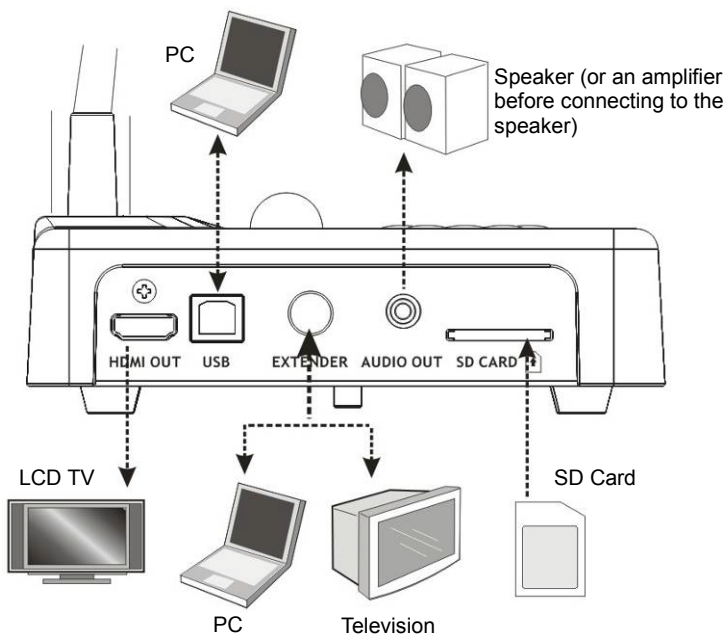 PC
Speaker (or an amplifier
before connecting to the
speaker)
HDMI OUT USB EXTENDER AUDIO OUT SD CARD
LCD TV
SD Card
PC
Television